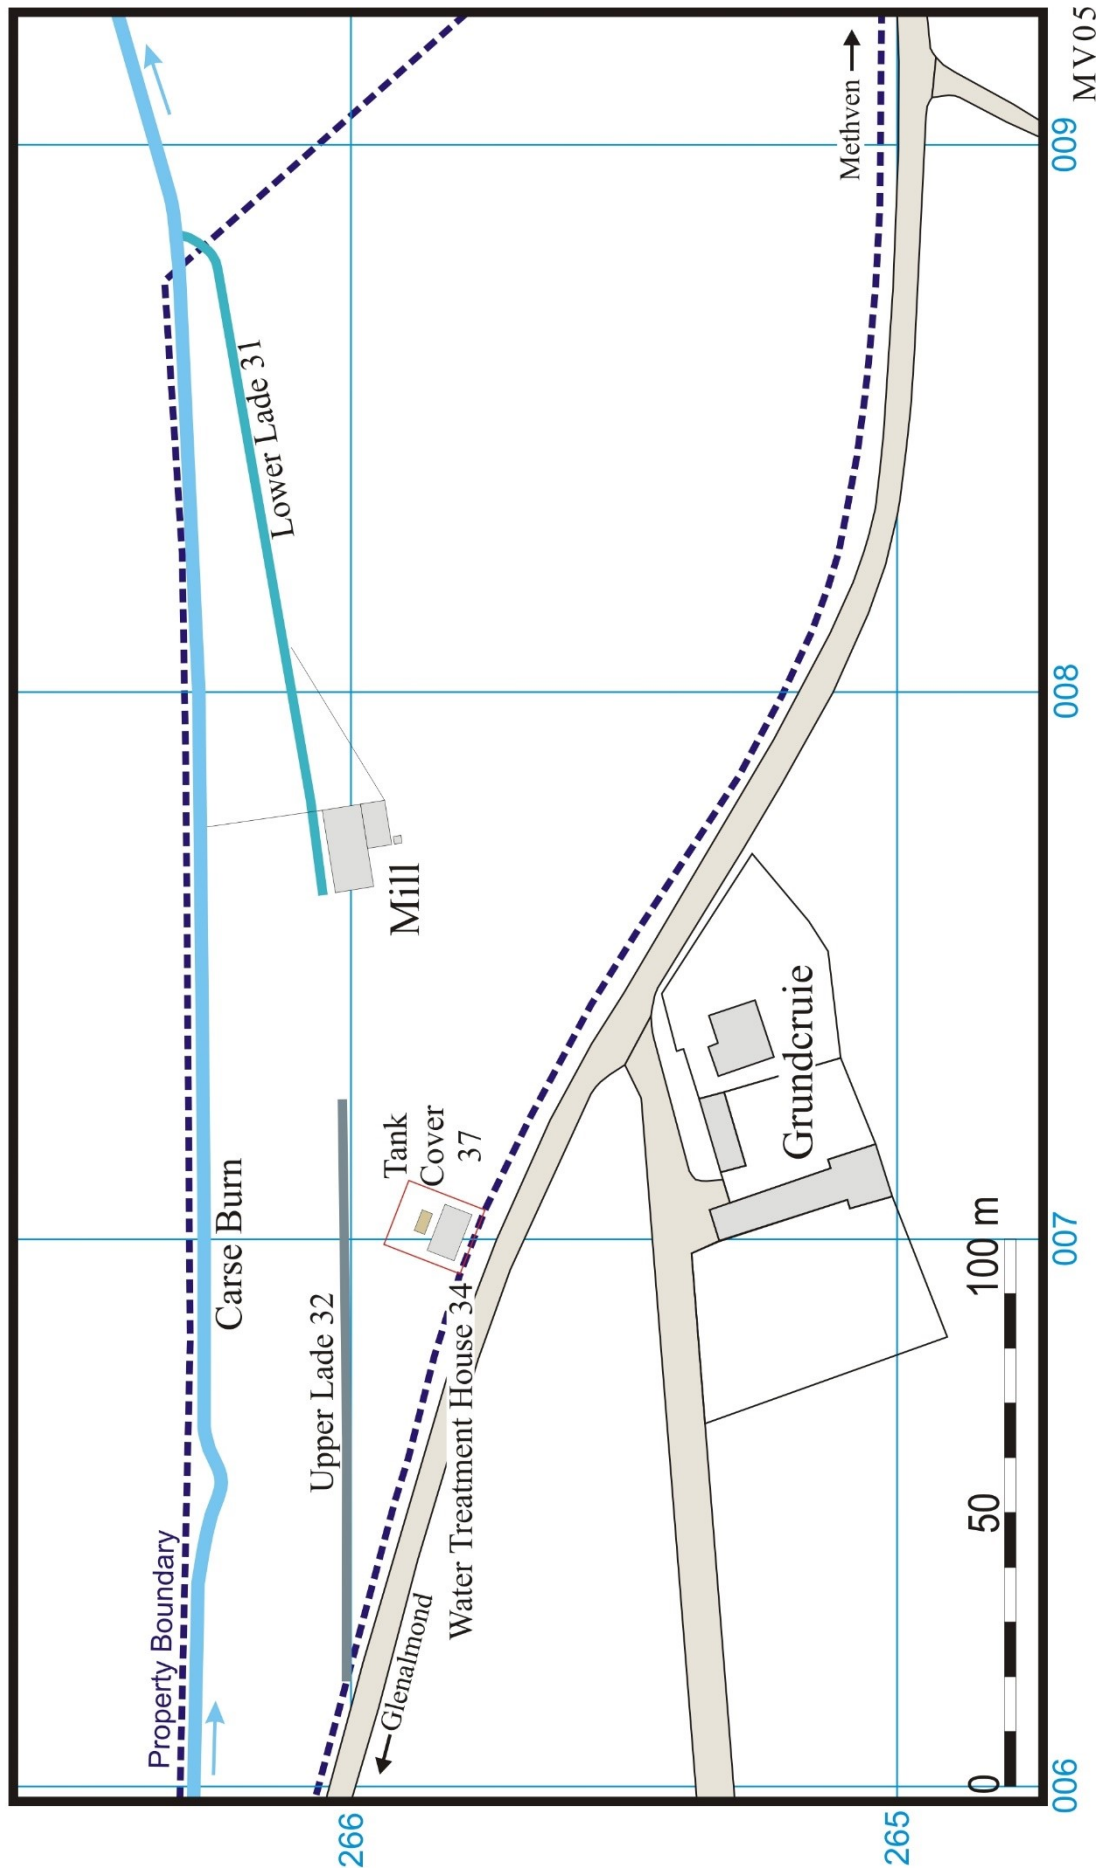 Property Boundary
Carse Burn
Upper Lade 32
Lower Lade 31
Tank
Cover
37
Mill
Water Treatment House 34
Glenalmond
Methven
Grundcruie
0
50
100 m
266
265
006
007
008
009
MV05